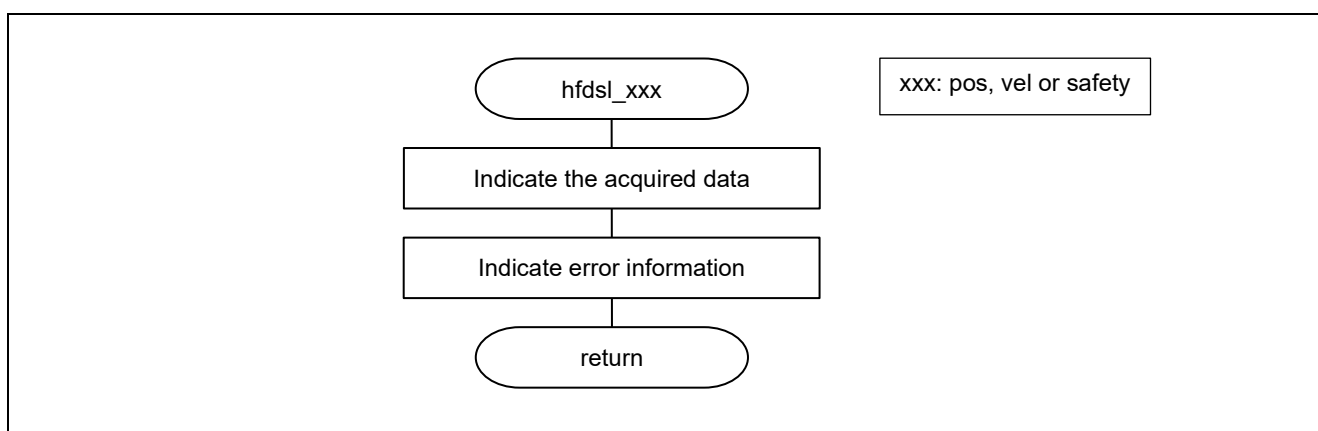 hfdsl_xxx
xxx: pos, vel or safety
Indicate the acquired data
Indicate error information
return